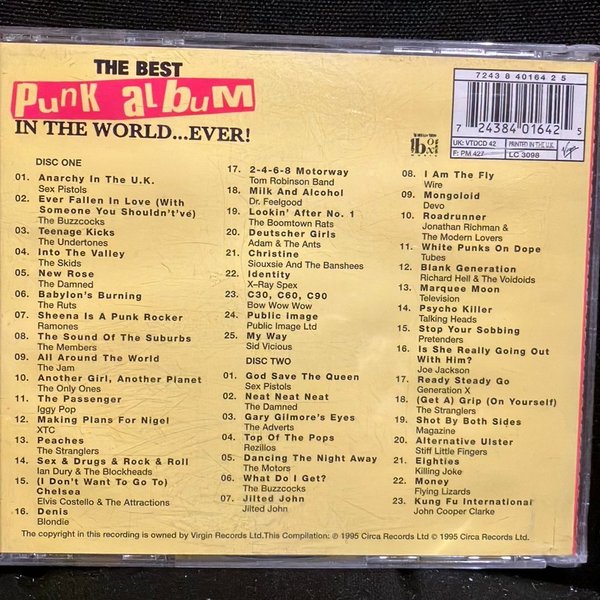 THE BEST
PUNK ALBUM
IN THE WORLD...EVER!
7243 8 40164 2 5
7 24384 01642 5
UK: VTDCD 42
PRINTED IN THE U.K.
F: PM 427
LC 3098
Virgin
DISC ONE
01. Anarchy In The U.K.
Sex Pistols
02. Ever Fallen In Love (With
Someone You Shouldn't'vé)
The Buzzcocks
03. Teenage Kicks
The Undertones
04. Into The Valley
The Skids
05. New Rose
The Damned
06. Babylon's Burning
The Ruts
07. Sheena Is A Punk Rocker
Ramones
08. The Sound Of The Suburbs
The Members
09. All Around The World
The Jam
10. Another Girl, Another Planet
The Only Ones
11. The Passenger
Iggy Pop
12. Making Plans For Nigel
XTC
13. Peaches
The Stranglers
14. Sex & Drugs & Rock & Roll
Ian Dury & The Blockheads
15. (I Don't Want To Go To)
Chelsea
Elvis Costello & The Attractions
16. Denis
Blondie
17. 2-4-6-8 Motorway
Tom Robinson Band
18. Milk And Alcohol
Dr. Feelgood
19. Lookin' After No. 1
The Boomtown Rats
20. Deutscher Girls
Adam & The Ants
21. Christine
Siouxsie And The Banshees
22. Identity
X-Ray Spex
23. C30, C60, C90
Bow Wow Wow
24. Public Image
Public Image Ltd
25. My Way
Sid Vicious
DISC TWO
01. God Save The Queen
Sex Pistols
02. Neat Neat Neat
The Damned
03. Gary Gilmore's Eyes
The Adverts
04. Top Of The Pops
Rezillos
05. Dancing The Night Away
The Motors
06. What Do I Get?
The Buzzcocks
07. Jilted John
Jilted John
08. I Am The Fly
Wire
09. Mongoloid
Devo
10. Roadrunner
Jonathan Richman &
The Modern Lovers
11. White Punks On Dope
Tubes
12. Blank Generation
Richard Hell & The Voidoids
13. Marquee Moon
Television
14. Psycho Killer
Talking Heads
15. Stop Your Sobbing
Pretenders
16. Is She Really Going Out
With Him?
Joe Jackson
17. Ready Steady Go
Generation X
18. (Get A) Grip (On Yourself)
The Stranglers
19. Shot By Both Sides
Magazine
20. Alternative Ulster
Stiff Little Fingers
21. Eighties
Killing Joke
22. Money
Flying Lizards
23. Kung Fu International
John Cooper Clarke
The copyright in this recording is owned by Virgin Records Ltd.This Compilation: ℗ 1995 Circa Records Ltd © 1995 Circa Records Ltd.